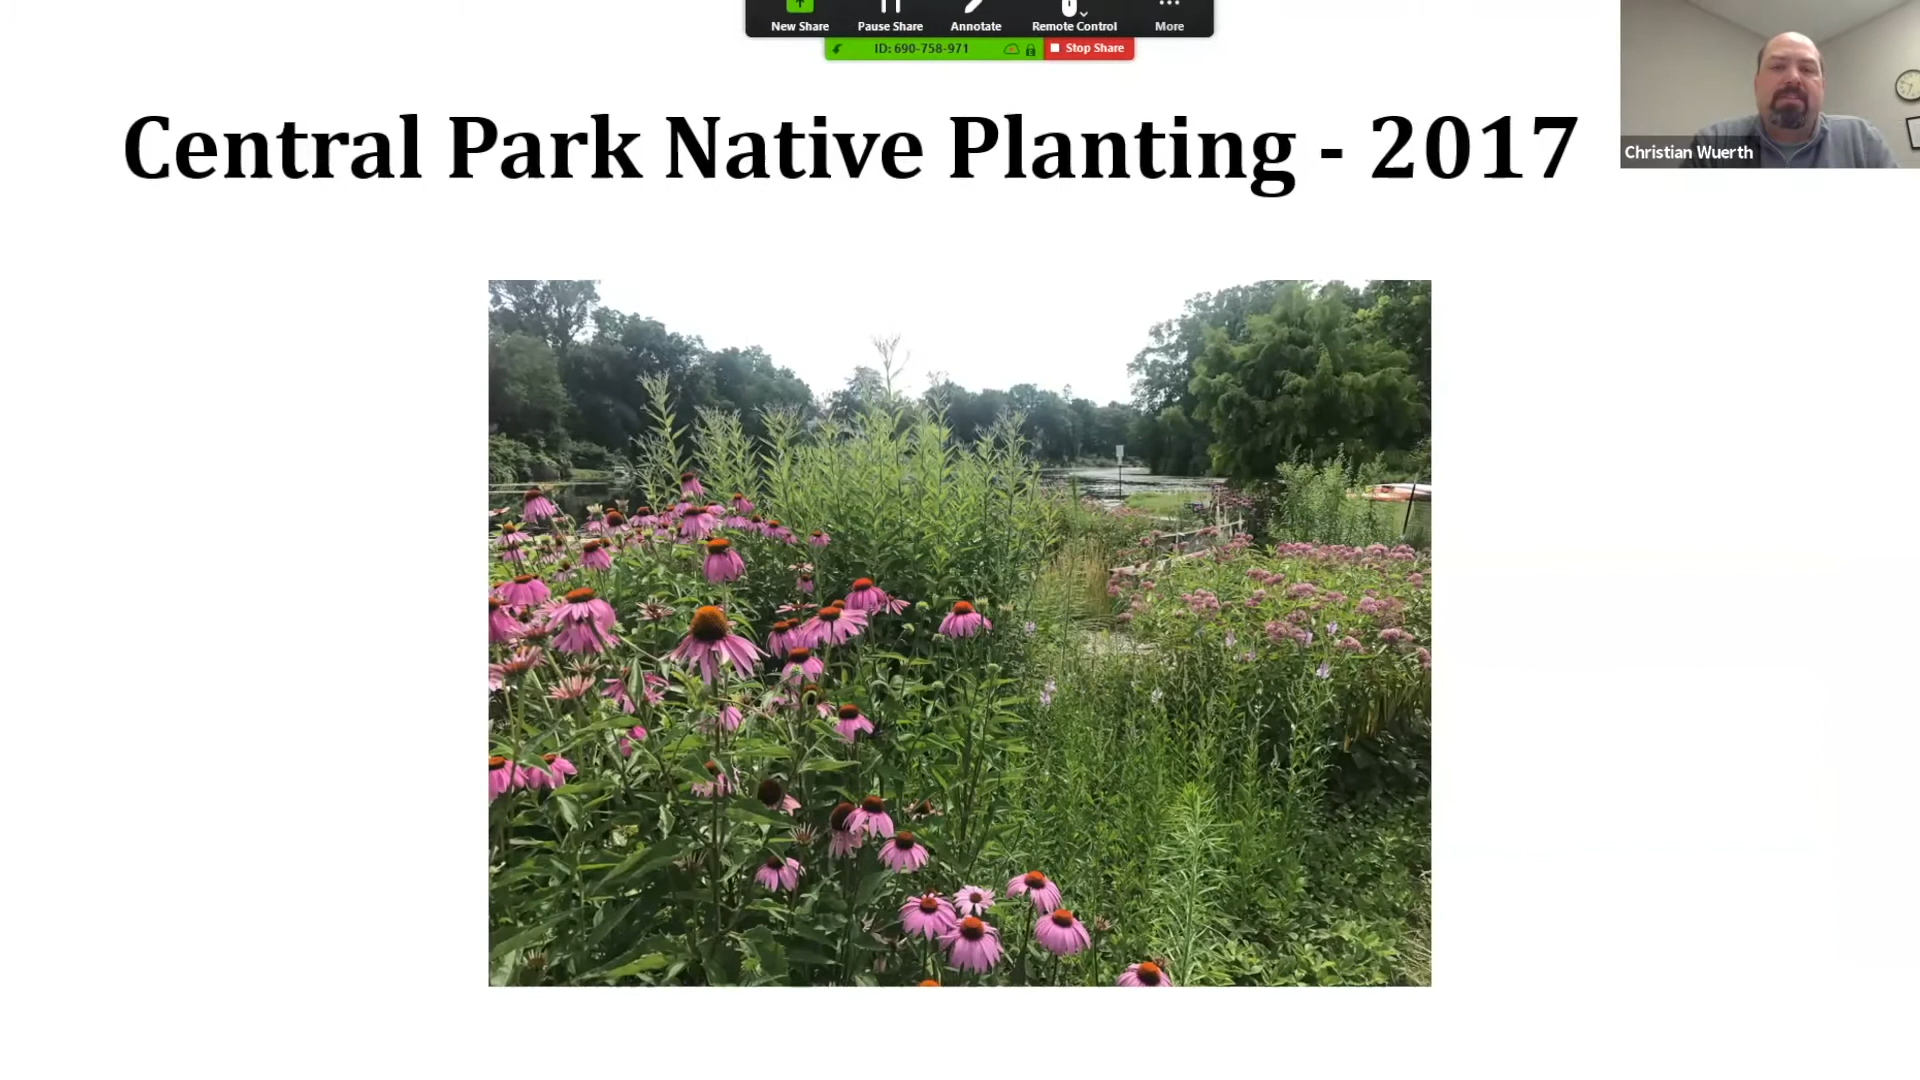 New Share Pause Share Annotate Remote Control More
ID: 690-758-971 Stop Share
Central Park Native Planting - 2017
Christian Wuerth